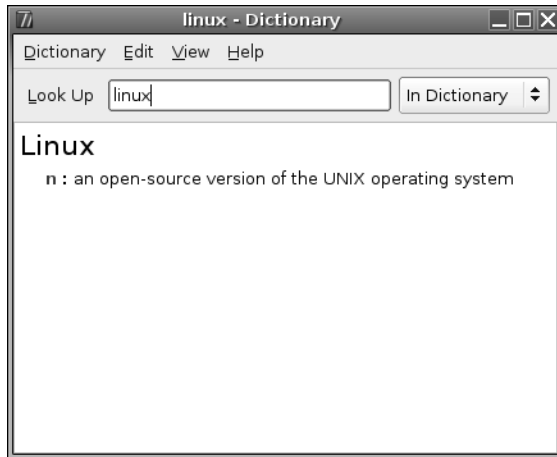 linux - Dictionary
Dictionary Edit View Help
Look Up linux In Dictionary
Linux
n : an open-source version of the UNIX operating system